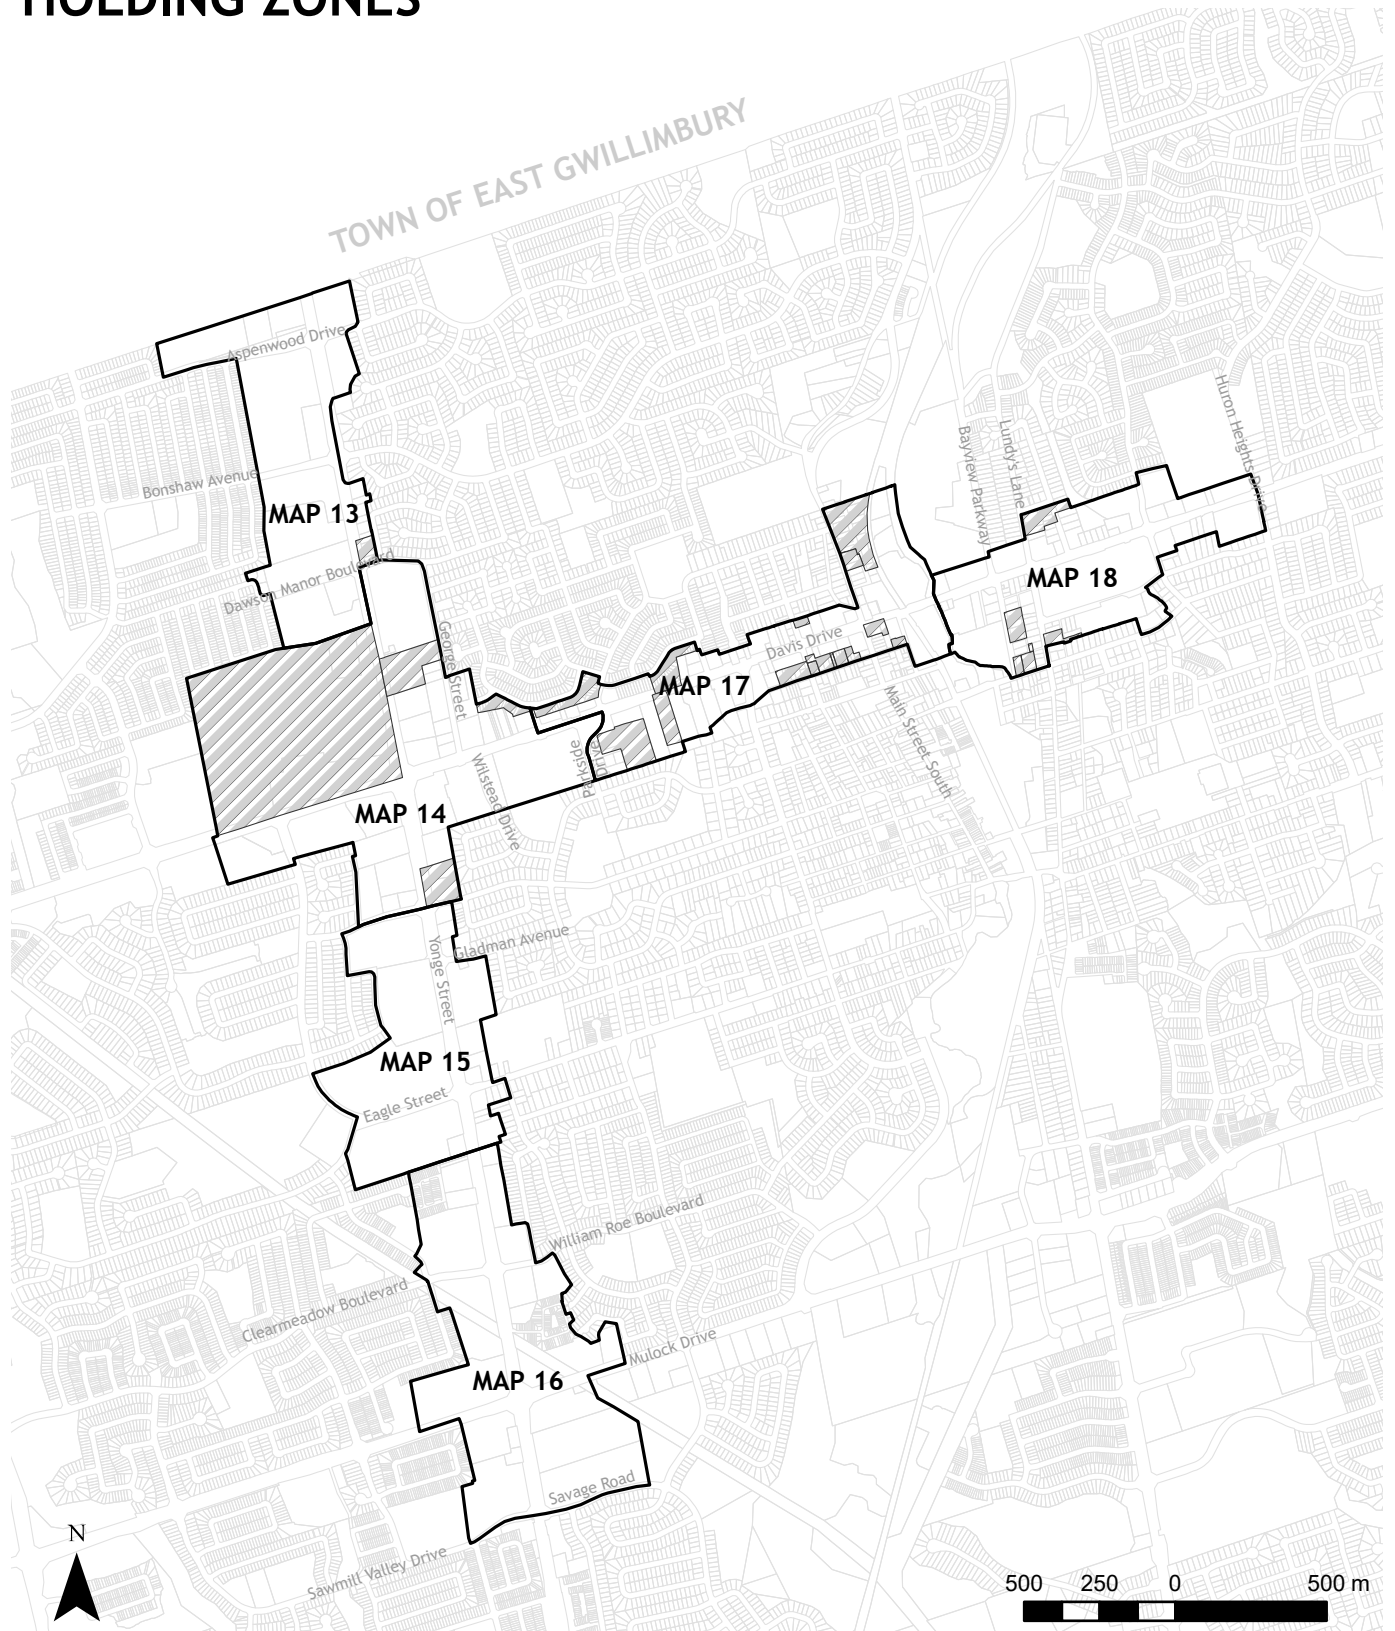 HOLDING ZONES
TOWN OF EAST GWILLIMBURY
Aspenwood Drive
Huron Heights Drive
Bayview Parkway
Lundy's Lane
Bonshaw Avenue
MAP 13
Dawson Manor Boulevard
MAP 18
George Street
Davis Drive
MAP 17
Main Street South
Parkside Drive
Wilstead Drive
MAP 14
Gladman Avenue
Yonge Street
MAP 15
Eagle Street
William Roe Boulevard
Clearmeadow Boulevard
Mulock Drive
MAP 16
Savage Road
N
Sawmill Valley Drive
500 250 0 500 m